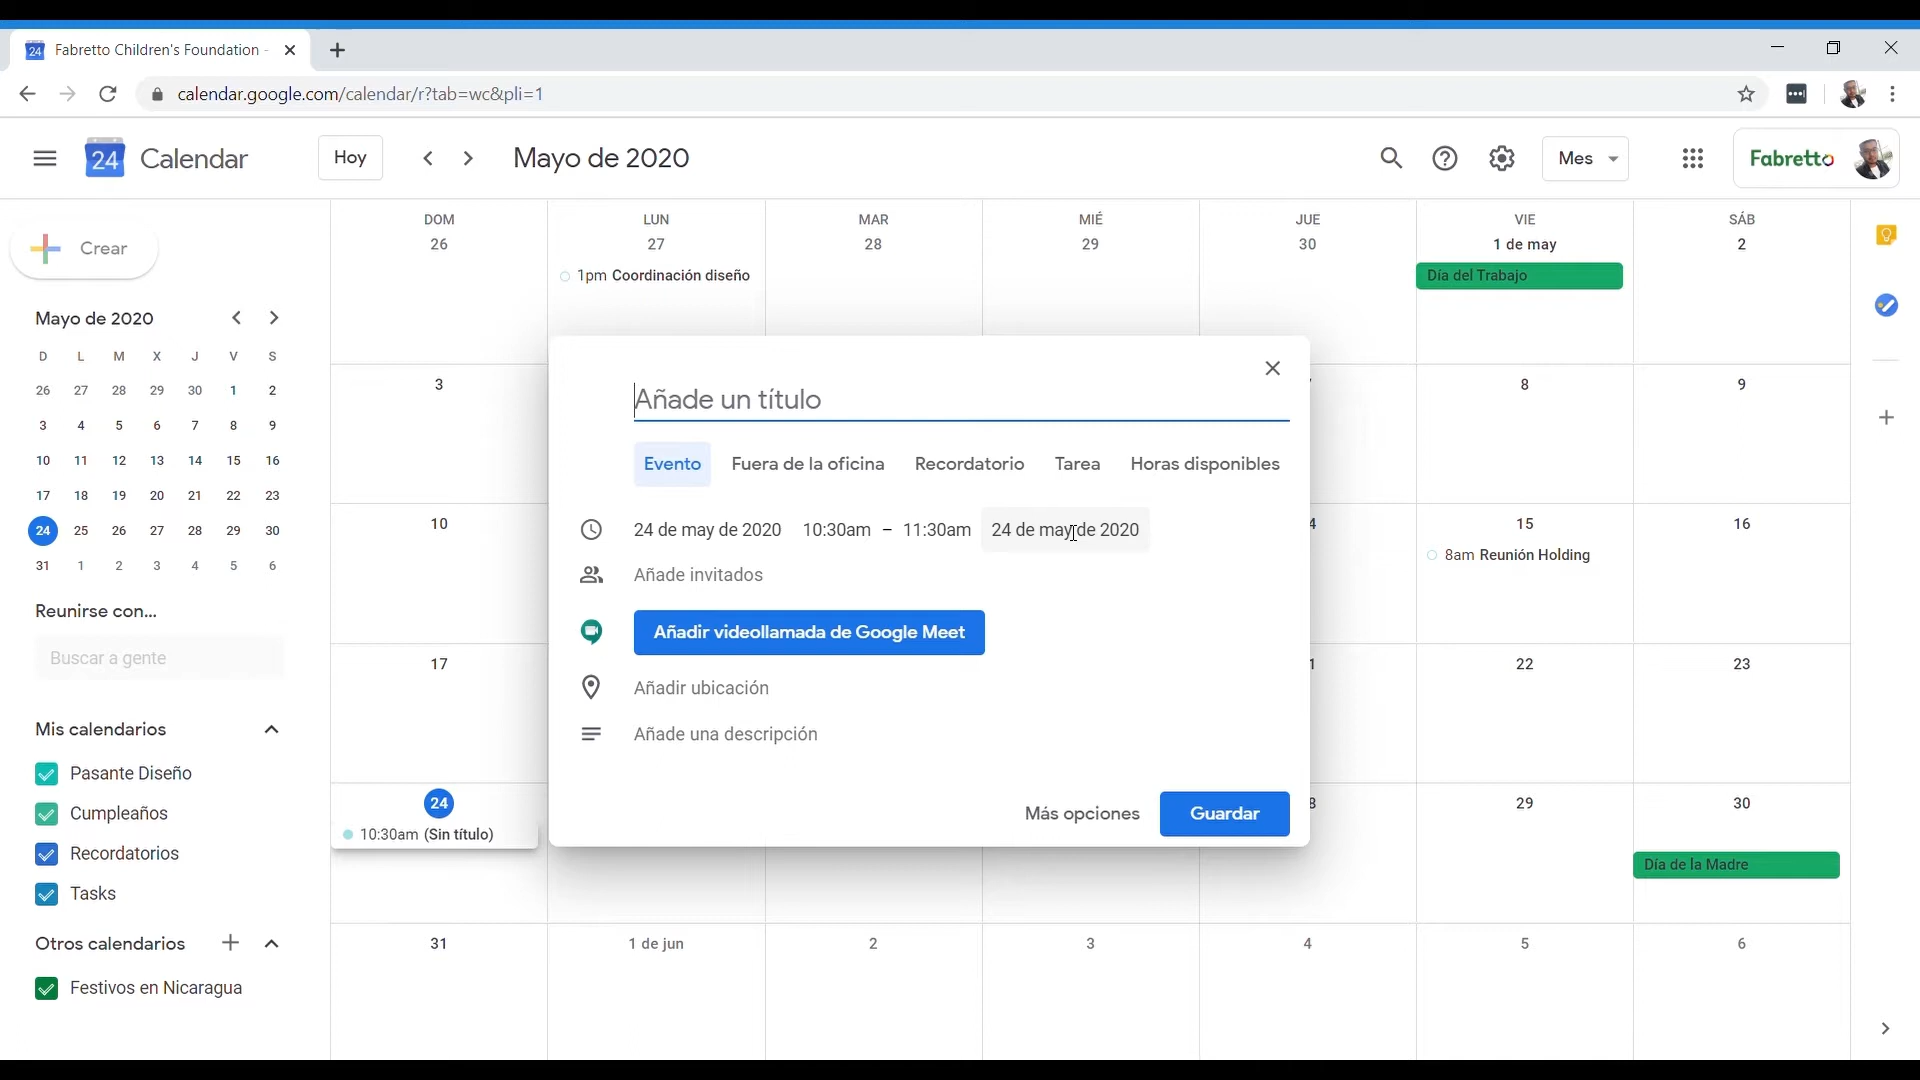 24 Fabretto Children's Foundation -
calendar.google.com/calendar/r?tab=wc&pli=1
24 Calendar Hoy Mayo de 2020 Mes Fabretto
Crear
Mayo de 2020
D L M X J V S
26 27 28 29 30 1 2
3 4 5 6 7 8 9
10 11 12 13 14 15 16
17 18 19 20 21 22 23
24 25 26 27 28 29 30
31 1 2 3 4 5 6
Reunirse con...
Buscar a gente
Mis calendarios
Pasante Diseño
Cumpleaños
Recordatorios
Tasks
Otros calendarios
Festivos en Nicaragua
DOM LUN MAR MIÉ JUE VIE SÁB
26 27 28 29 30 1 de may 2
1pm Coordinación diseño Día del Trabajo
3 8 9
10 4 15 16
8am Reunión Holding
17 1 22 23
24 8 29 30
10:30am (Sin título)
Día de la Madre
31 1 de jun 2 3 4 5 6
Añade un título
Evento Fuera de la oficina Recordatorio Tarea Horas disponibles
24 de may de 2020 10:30am – 11:30am 24 de may de 2020
Añade invitados
Añadir videollamada de Google Meet
Añadir ubicación
Añade una descripción
Más opciones Guardar